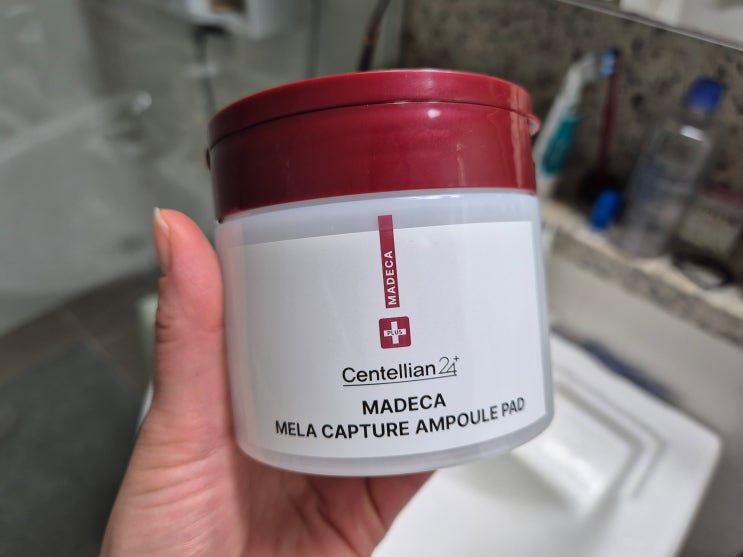 MADECA
PLUS
Centellian24+
MADECA
MELA CAPTURE AMPOULE PAD